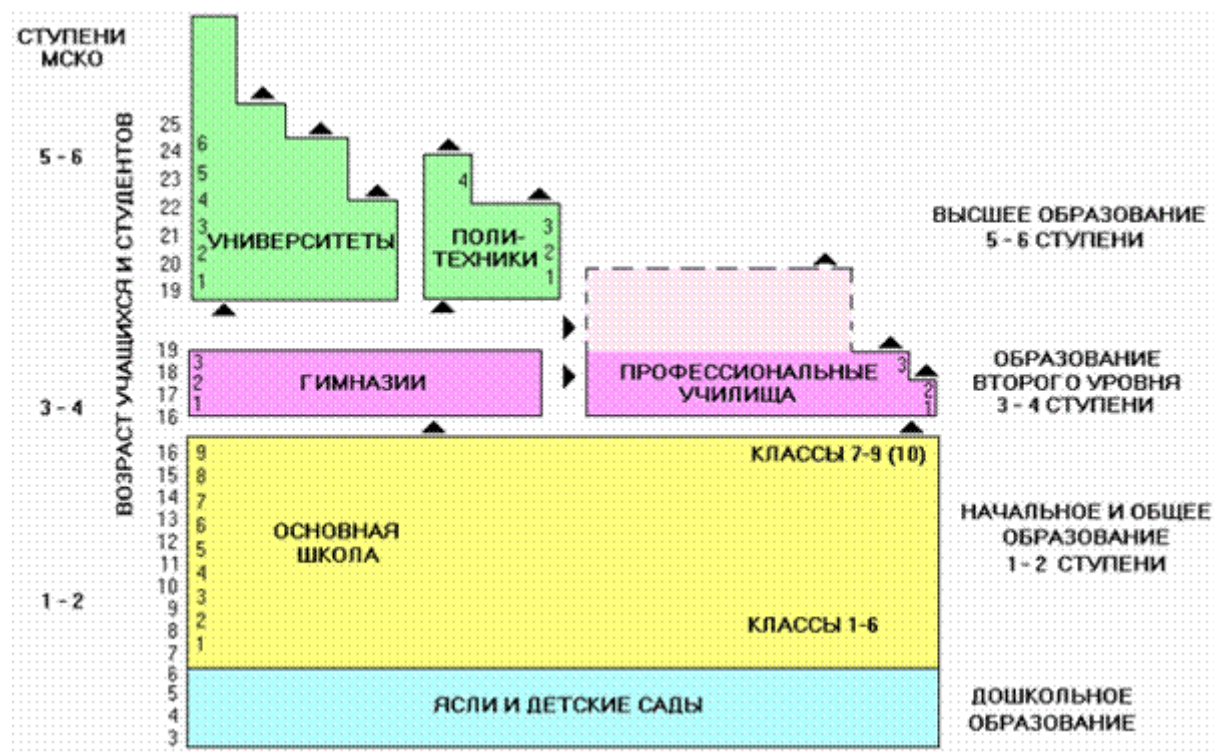 СТУПЕНИ
МСКО
5 - 6
3 - 4
1 - 2
ВОЗРАСТ УЧАЩИХСЯ И СТУДЕНТОВ
25
24
23
22
21
20
19
19
18
17
16
16
15
14
13
12
11
10
9
8
7
6
5
4
3
6
5
4
3
2
1
УНИВЕРСИТЕТЫ
4
3
2
1
ПОЛИ-
ТЕХНИКИ
3
2
1
ГИМНАЗИИ
ПРОФЕССИОНАЛЬНЫЕ
УЧИЛИЩА
3
2
1
9
8
7
6
5
4
3
2
1
КЛАССЫ 7-9 (10)
ОСНОВНАЯ
ШКОЛА
КЛАССЫ 1-6
ЯСЛИ И ДЕТСКИЕ САДЫ
ВЫСШЕЕ ОБРАЗОВАНИЕ
5 - 6 СТУПЕНИ
ОБРАЗОВАНИЕ
ВТОРОГО УРОВНЯ
3 - 4 СТУПЕНИ
НАЧАЛЬНОЕ И ОБЩЕЕ
ОБРАЗОВАНИЕ
1 - 2 СТУПЕНИ
ДОШКОЛЬНОЕ
ОБРАЗОВАНИЕ